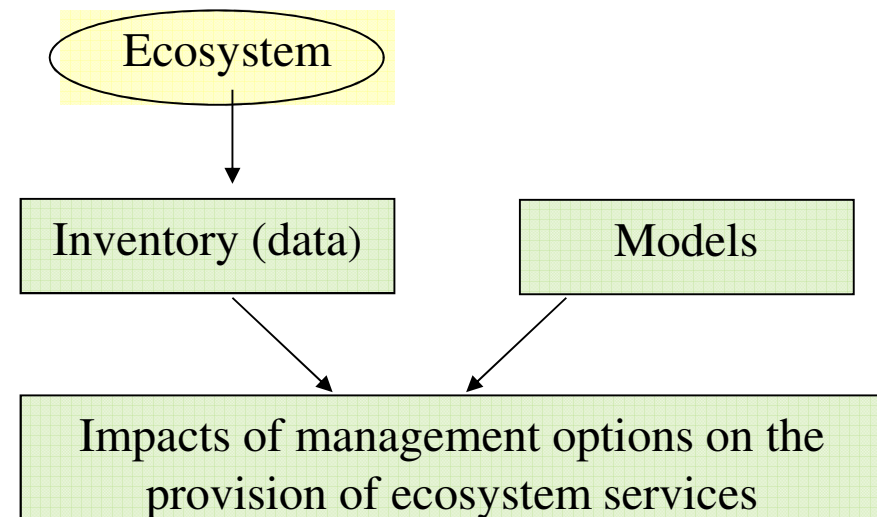 Ecosystem
Inventory (data)
Models
Impacts of management options on the
provision of ecosystem services